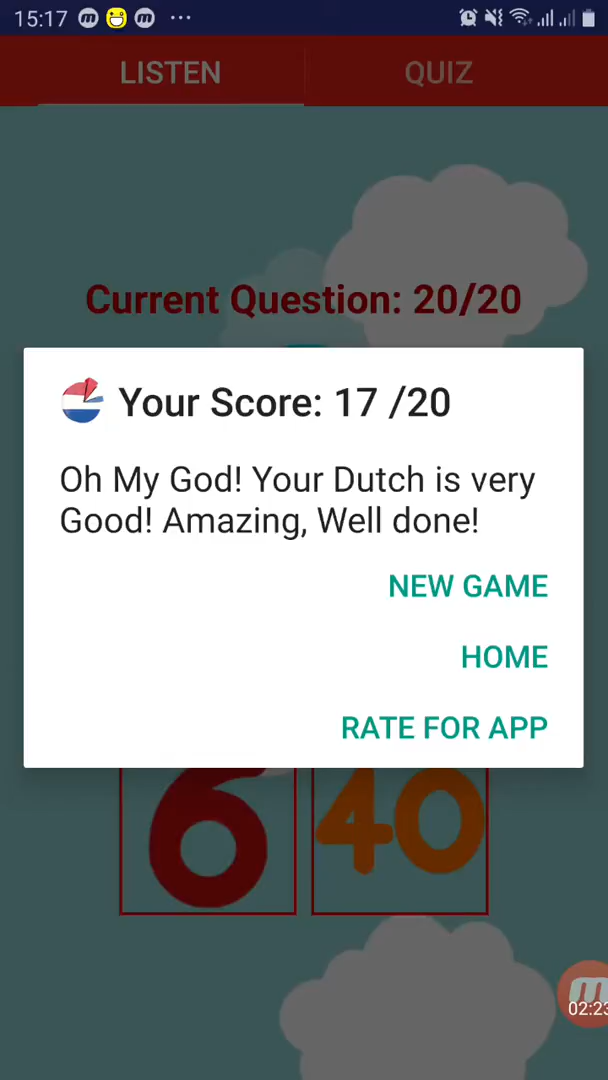 15:17
LISTEN
QUIZ
Current Question: 20/20
Your Score: 17 /20
Oh My God! Your Dutch is very
Good! Amazing, Well done!
NEW GAME
HOME
RATE FOR APP
6
40
02:23